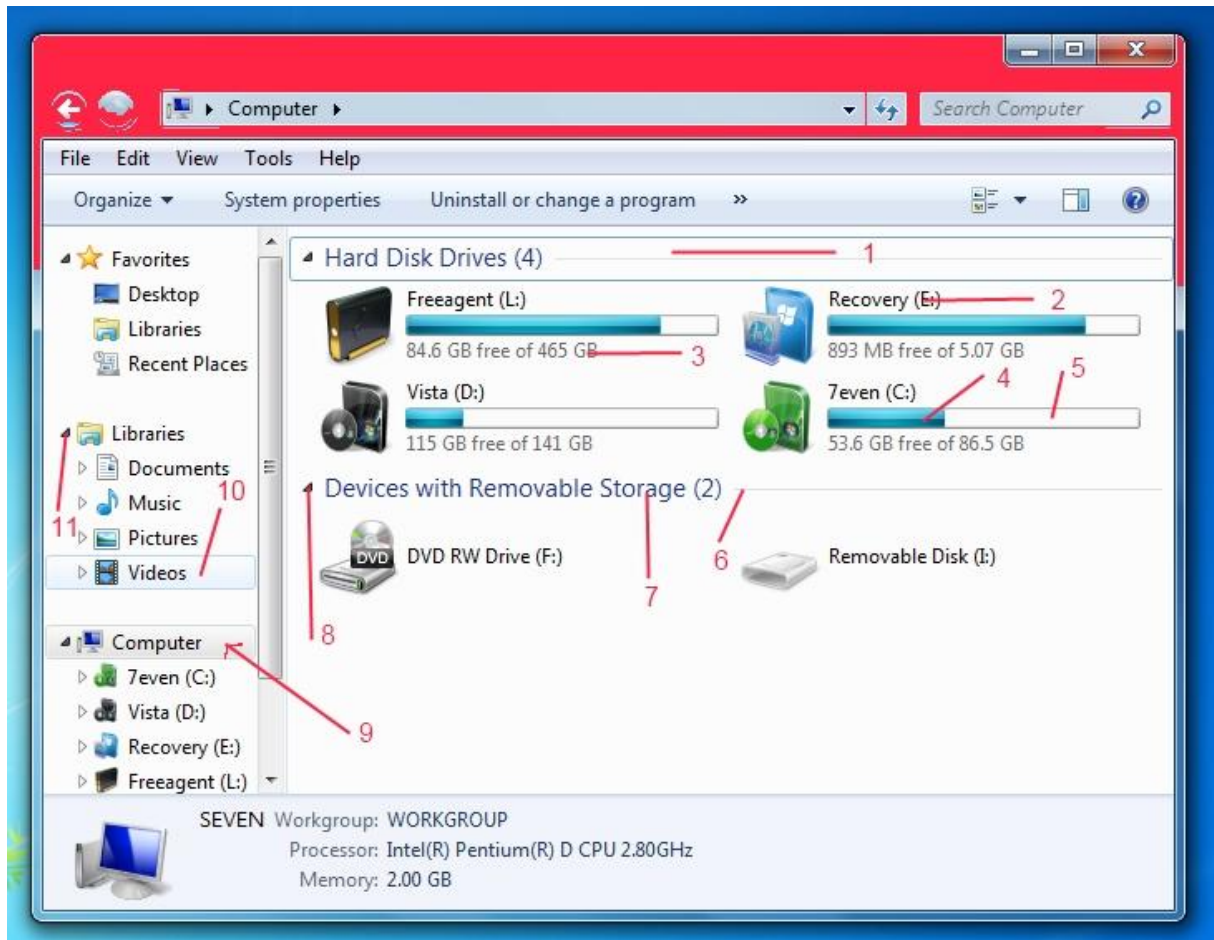 Computer
Search Computer
File Edit View Tools Help
Organize System properties Uninstall or change a program »
Favorites
Desktop
Libraries
Recent Places
Libraries
Documents
Music
10
11
Pictures
Videos
Computer
7even (C:)
Vista (D:)
Recovery (E:)
Freeagent (L:)
9
Hard Disk Drives (4) 1
Freeagent (L:)
84.6 GB free of 465 GB 3
Recovery (E:) 2
893 MB free of 5.07 GB
Vista (D:)
115 GB free of 141 GB
7even (C:) 4 5
53.6 GB free of 86.5 GB
Devices with Removable Storage (2)
DVD
DVD RW Drive (F:)
6
Removable Disk (I:)
7
8
SEVEN Workgroup: WORKGROUP
Processor: Intel(R) Pentium(R) D CPU 2.80GHz
Memory: 2.00 GB